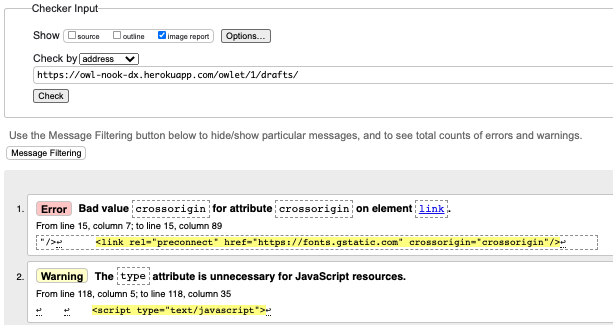 Checker Input
Show source outline image report Options...
Check by address
https://owl-nook-dx.herokuapp.com/owlet/1/drafts/
Check
Use the Message Filtering button below to hide/show particular messages, and to see total counts of errors and warnings.
Message Filtering
1. Error Bad value crossorigin for attribute crossorigin on element link.
From line 15, column 7; to line 15, column 89
"/>↩ <link rel="preconnect" href="https://fonts.gstatic.com" crossorigin="crossorigin"/>↩
2. Warning The type attribute is unnecessary for JavaScript resources.
From line 118, column 5; to line 118, column 35
↩ ↩ <script type="text/javascript">↩